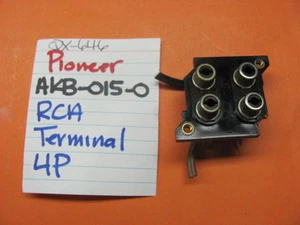 QX-646
Pioneer
AKB-015-0
RCA
Terminal
4P